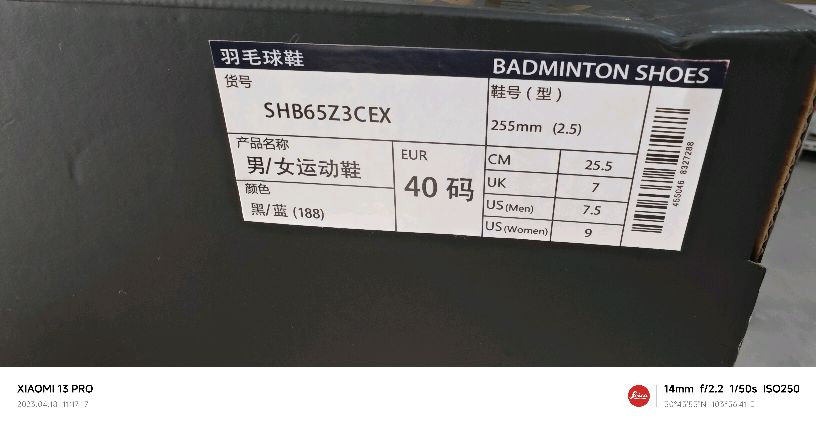 羽毛球鞋
BADMINTON SHOES
货号
SHB65Z3CEX
鞋号(型)
255mm (2.5)
产品名称
男/女运动鞋
颜色
黑/蓝 (188)
EUR
40 码
CM 25.5
UK 7
US (Men) 7.5
US (Women) 9
XIAOMI 13 PRO
14mm f/2.2 1/50s ISO250
Leica